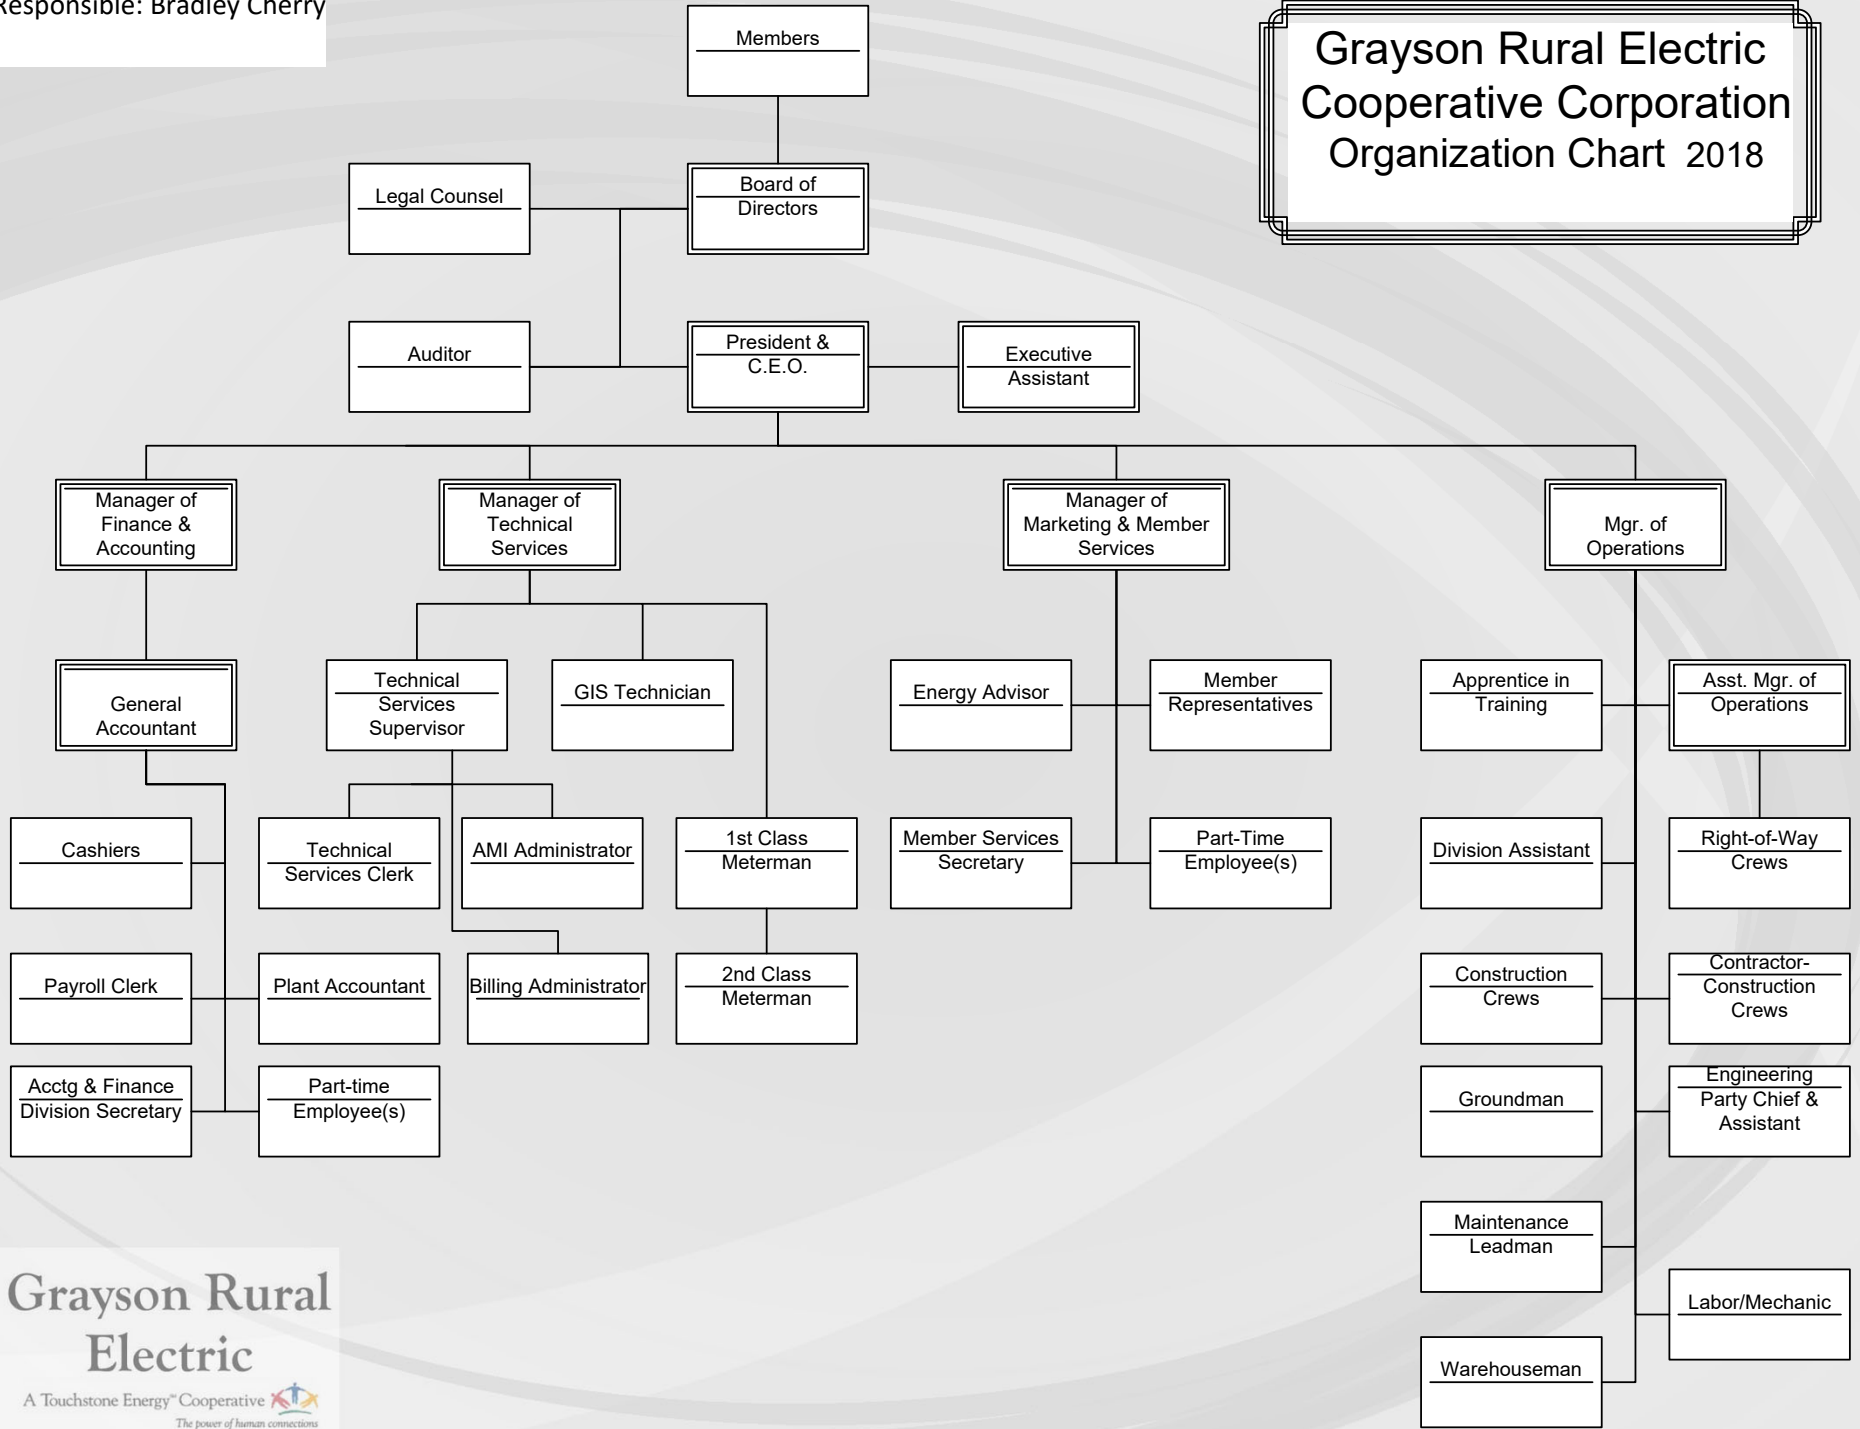 Responsible: Bradley Cherry
Members
Grayson Rural Electric
Cooperative Corporation
Organization Chart 2018
Legal Counsel
Board of
Directors
Auditor
President &
C.E.O.
Executive
Assistant
Manager of
Finance &
Accounting
Manager of
Technical
Services
Manager of
Marketing & Member
Services
Mgr. of
Operations
General
Accountant
Technical
Services
Supervisor
GIS Technician
Energy Advisor
Member
Representatives
Apprentice in
Training
Asst. Mgr. of
Operations
Cashiers
Technical
Services Clerk
AMI Administrator
1st Class
Meterman
Member Services
Secretary
Part-Time
Employee(s)
Division Assistant
Right-of-Way
Crews
Payroll Clerk
Plant Accountant
Billing Administrator
2nd Class
Meterman
Construction
Crews
Contractor-
Construction
Crews
Acctg & Finance
Division Secretary
Part-time
Employee(s)
Groundman
Engineering
Party Chief &
Assistant
Maintenance
Leadman
Labor/Mechanic
Warehouseman
Grayson Rural
Electric
A Touchstone Energy℠ Cooperative
The power of human connections